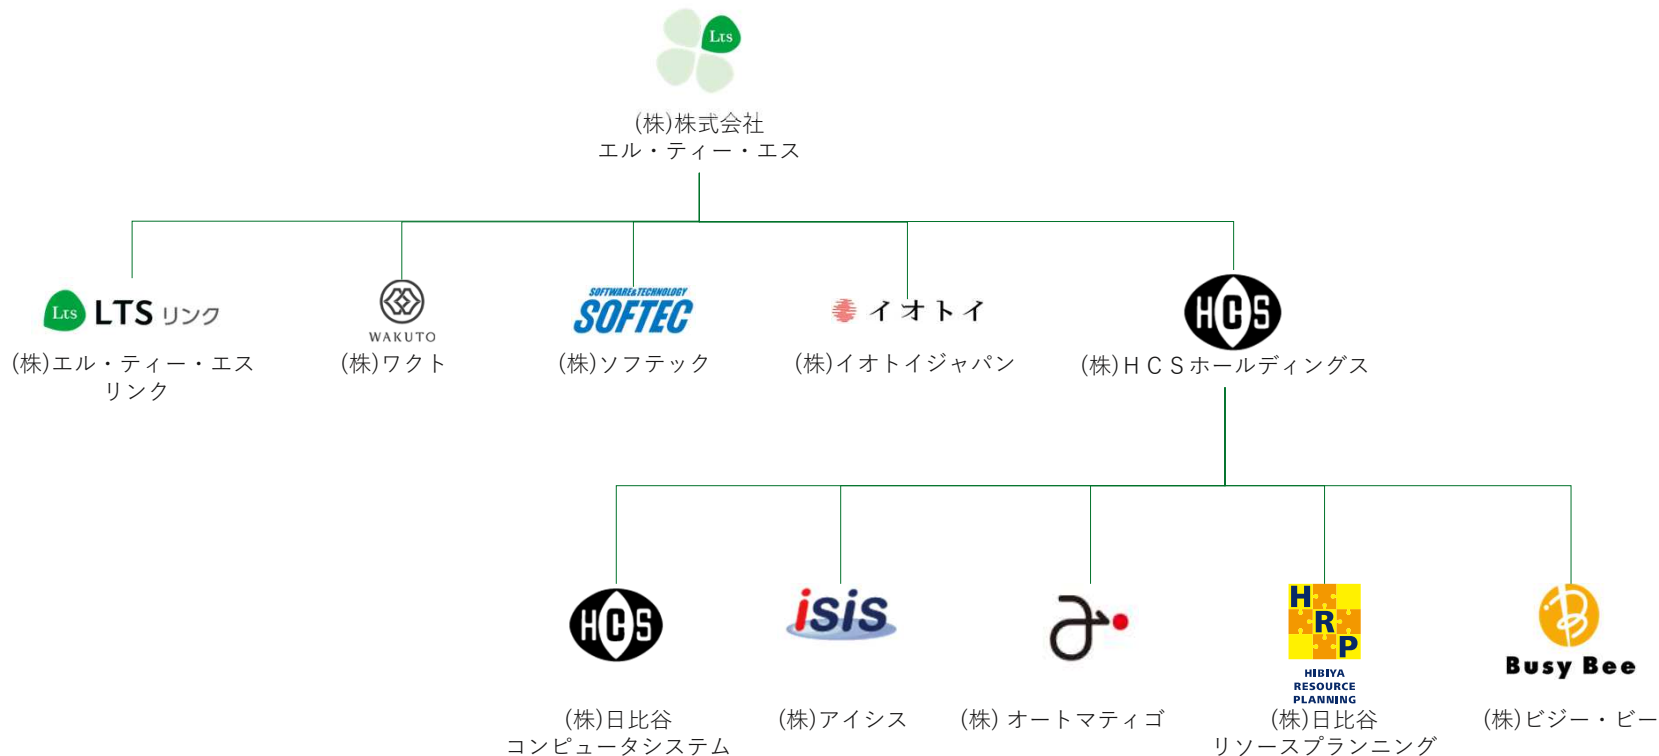 Lts
(株)株式会社
エル・ティー・エス
Lts LTS リンク
WAKUTO
SOFTWARE&TECHNOLOGY
SOFTEC
イオトイ
HCS
(株)エル・ティー・エス
リンク
(株)ワクト
(株)ソフテック
(株)イオトイジャパン
(株)ＨＣＳホールディングス
HCS
isis
H
R
P
HIBIYA
RESOURCE
PLANNING
B
Busy Bee
(株)日比谷
コンピュータシステム
(株)アイシス
(株) オートマティゴ
(株)日比谷
リソースプランニング
(株)ビジー・ビー